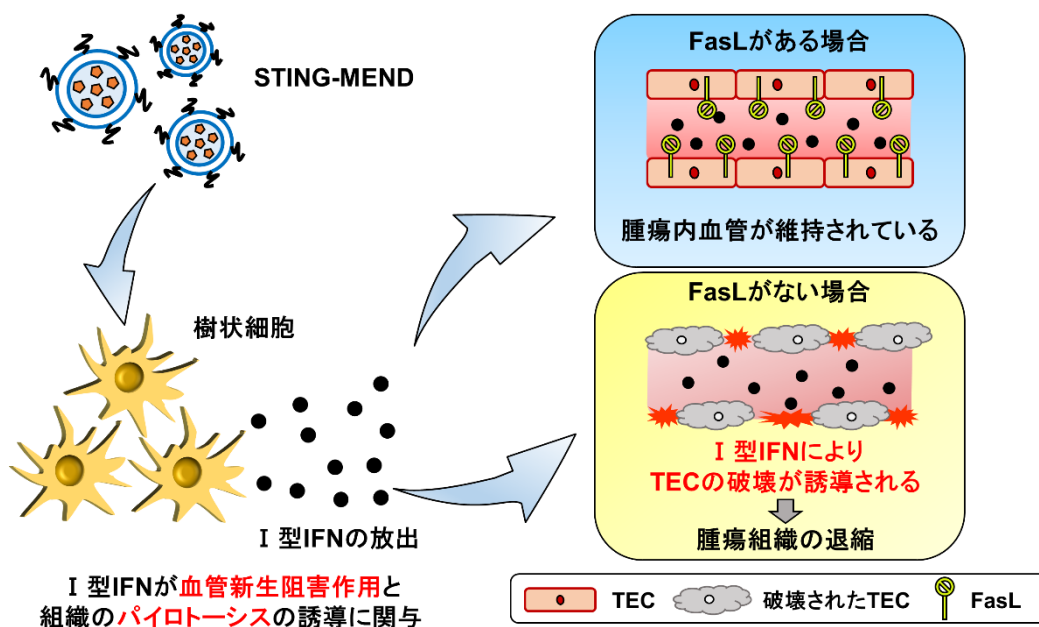 STING-MEND
樹状細胞
Ⅰ型IFNの放出
Ⅰ型IFNが血管新生阻害作用と
組織のパイロトーシスの誘導に関与
FasLがある場合
腫瘍内血管が維持されている
FasLがない場合
Ⅰ型IFNにより
TECの破壊が誘導される
腫瘍組織の退縮
TEC 破壊されたTEC FasL